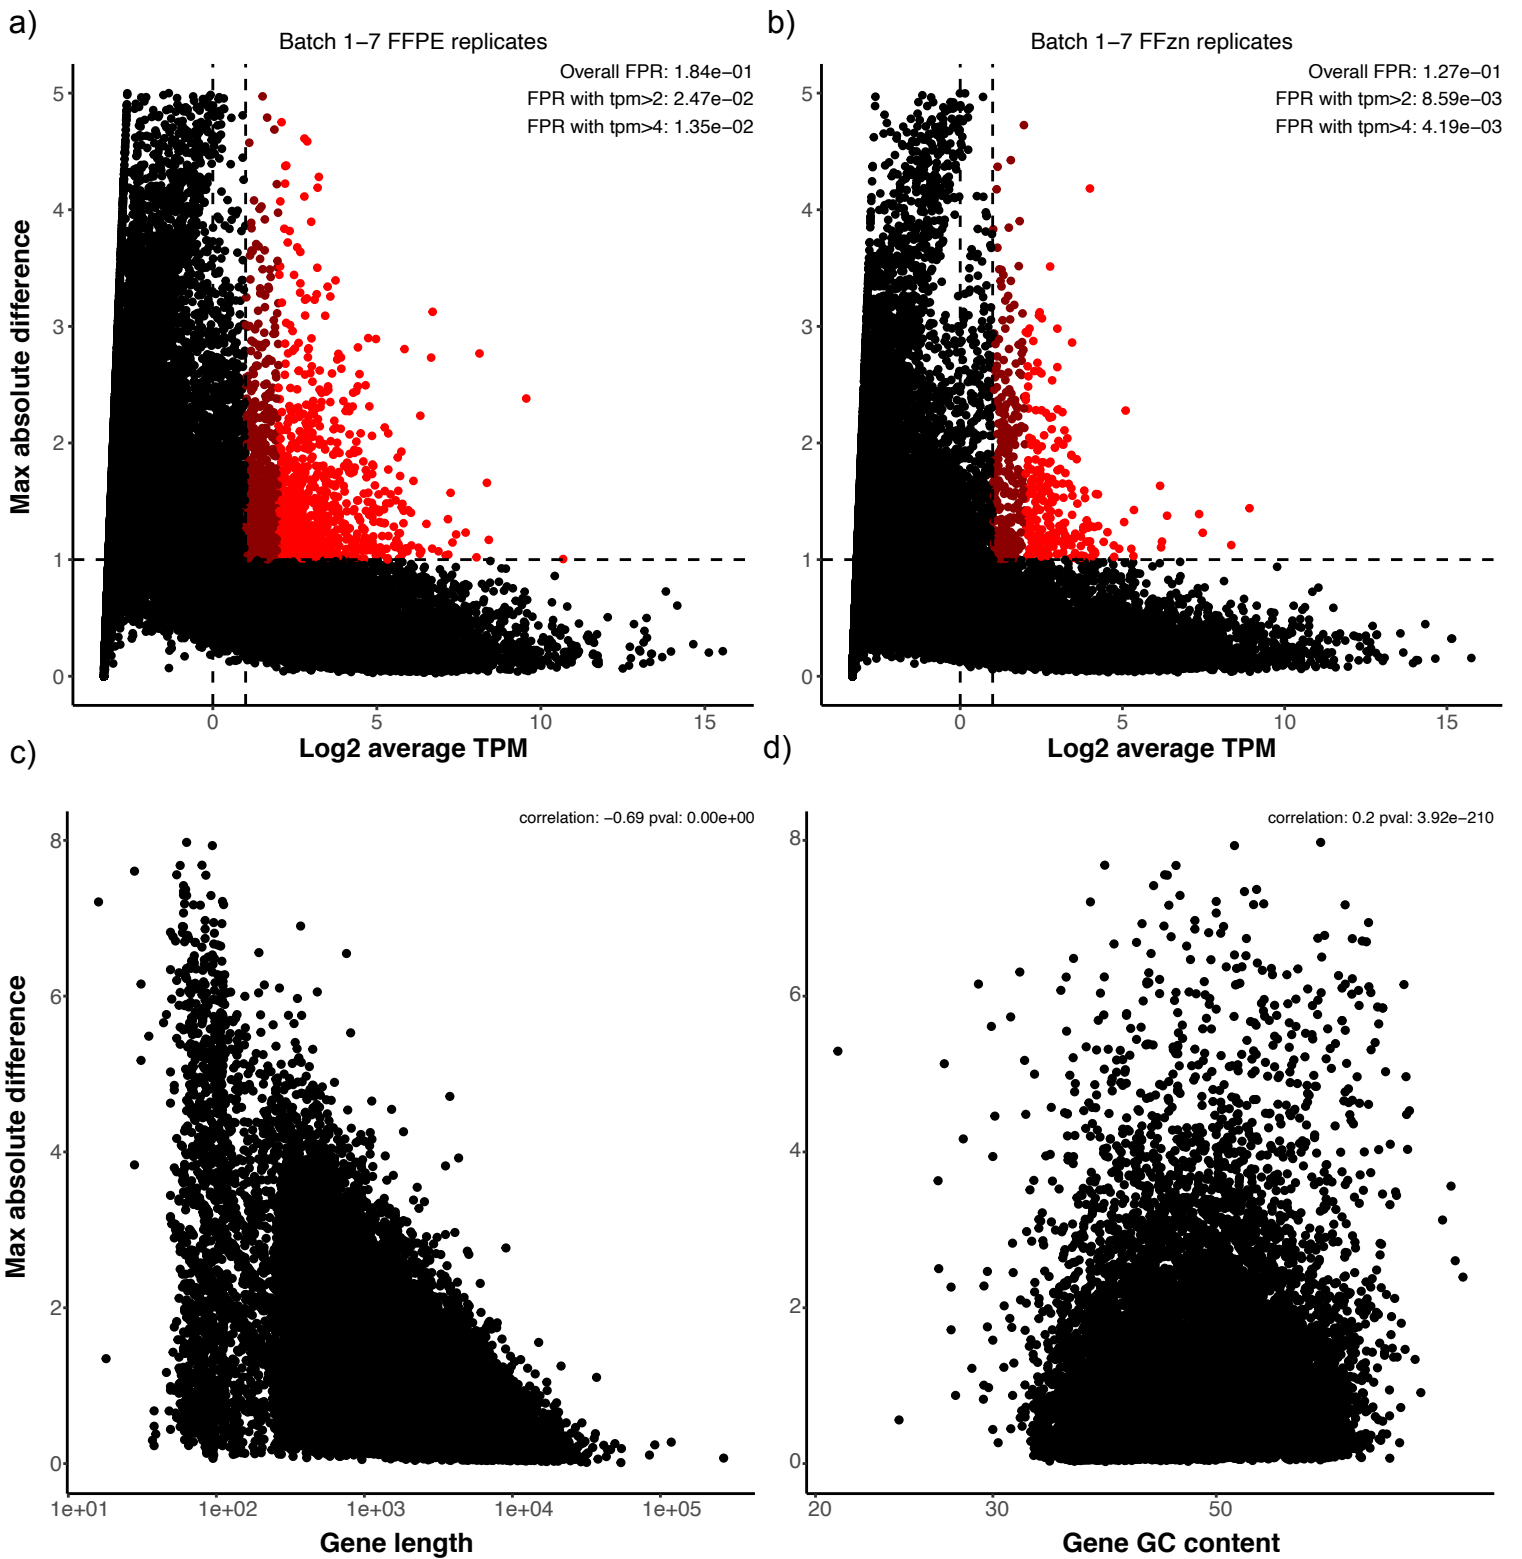 a)
Batch 1−7 FFPE replicates
Overall FPR: 1.84e−01
FPR with tpm>2: 2.47e−02
FPR with tpm>4: 1.35e−02
Max absolute difference
5
4
3
2
1
0
0 5 10 15
Log2 average TPM
b)
Batch 1−7 FFzn replicates
Overall FPR: 1.27e−01
FPR with tpm>2: 8.59e−03
FPR with tpm>4: 4.19e−03
5
4
3
2
1
0
0 5 10 15
Log2 average TPM
c)
correlation: −0.69 pval: 0.00e+00
Max absolute difference
8
6
4
2
0
1e+01 1e+02 1e+03 1e+04 1e+05
Gene length
d)
correlation: 0.2 pval: 3.92e−210
8
6
4
2
0
20 30 50
Gene GC content